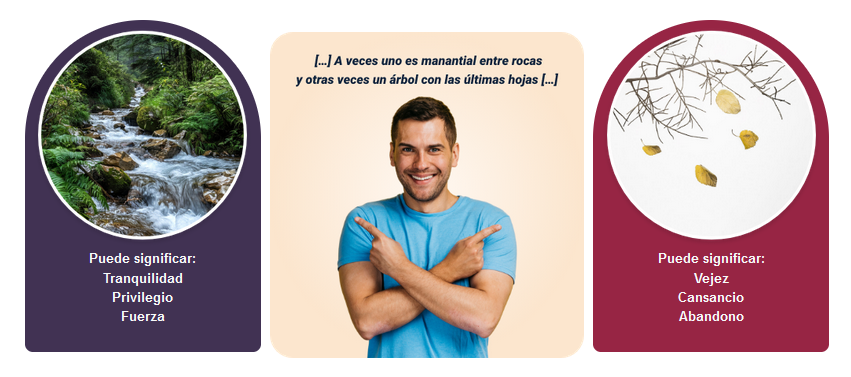 Puede significar:
Tranquilidad
Privilegio
Fuerza
[...] A veces uno es manantial entre rocas
y otras veces un árbol con las últimas hojas [...]
Puede significar:
Vejez
Cansancio
Abandono